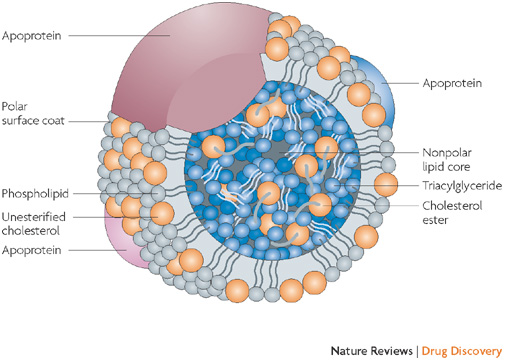 Apoprotein
Polar
surface coat
Phospholipid
Unesterified
cholesterol
Apoprotein
Apoprotein
Nonpolar
lipid core
Triacylglyceride
Cholesterol
ester
Nature Reviews | Drug Discovery